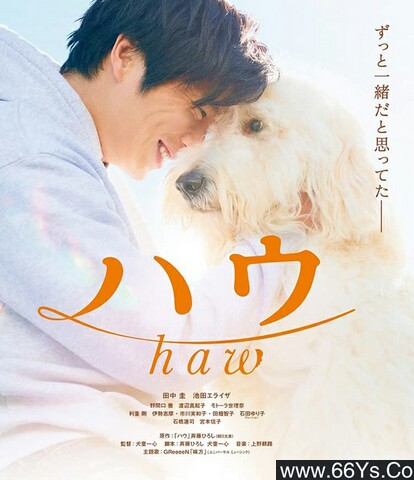 ずっと一緒だと思ってた──
ハウ
haw
田中 圭 池田エライザ
野間口 徹 渡辺真起子 モトーラ世理奈
利重 剛 伊勢志摩・市川実和子・田畑智子 石田ゆり子
石橋蓮司 宮本信子
原作:『ハウ』斉藤ひろし(朝日文庫)
監督:犬童一心 脚本:斉藤ひろし 犬童一心 音楽:上野耕路
主題歌:GReeeeN「味方」(ユニバーサル ミュージック)
www.66Ys.Co